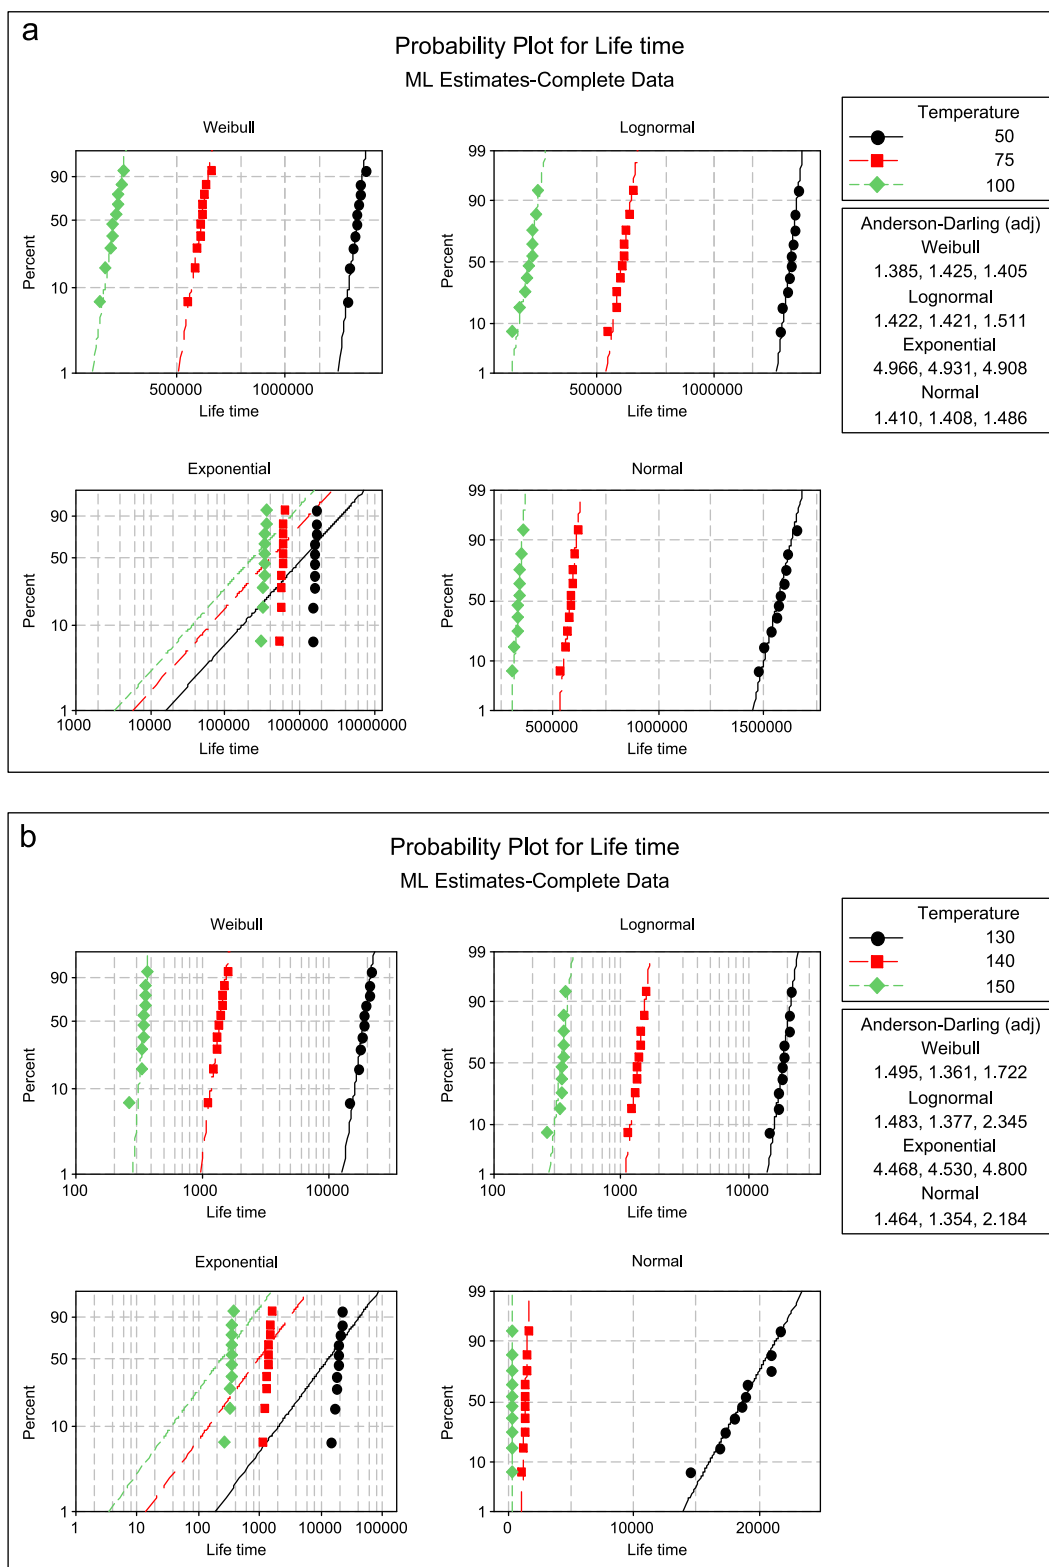 a
Probability Plot for Life time
ML Estimates-Complete Data
Weibull
Lognormal
Percent
90
50
10
1
500000 1000000
Life time
Percent
99
90
50
10
1
500000 1000000
Life time
Temperature
50
75
100
Anderson-Darling (adj)
Weibull
1.385, 1.425, 1.405
Lognormal
1.422, 1.421, 1.511
Exponential
4.966, 4.931, 4.908
Normal
1.410, 1.408, 1.486
Exponential
Normal
Percent
90
50
10
1
1000 10000 100000 1000000 10000000
Life time
Percent
99
90
50
10
1
500000 1000000 1500000
Life time
b
Probability Plot for Life time
ML Estimates-Complete Data
Weibull
Lognormal
Percent
90
50
10
1
100 1000 10000
Life time
Percent
99
90
50
10
1
100 1000 10000
Life time
Temperature
130
140
150
Anderson-Darling (adj)
Weibull
1.495, 1.361, 1.722
Lognormal
1.483, 1.377, 2.345
Exponential
4.468, 4.530, 4.800
Normal
1.464, 1.354, 2.184
Exponential
Normal
Percent
90
50
10
1
1 10 100 1000 10000 100000
Life time
Percent
99
90
50
10
1
0 10000 20000
Life time